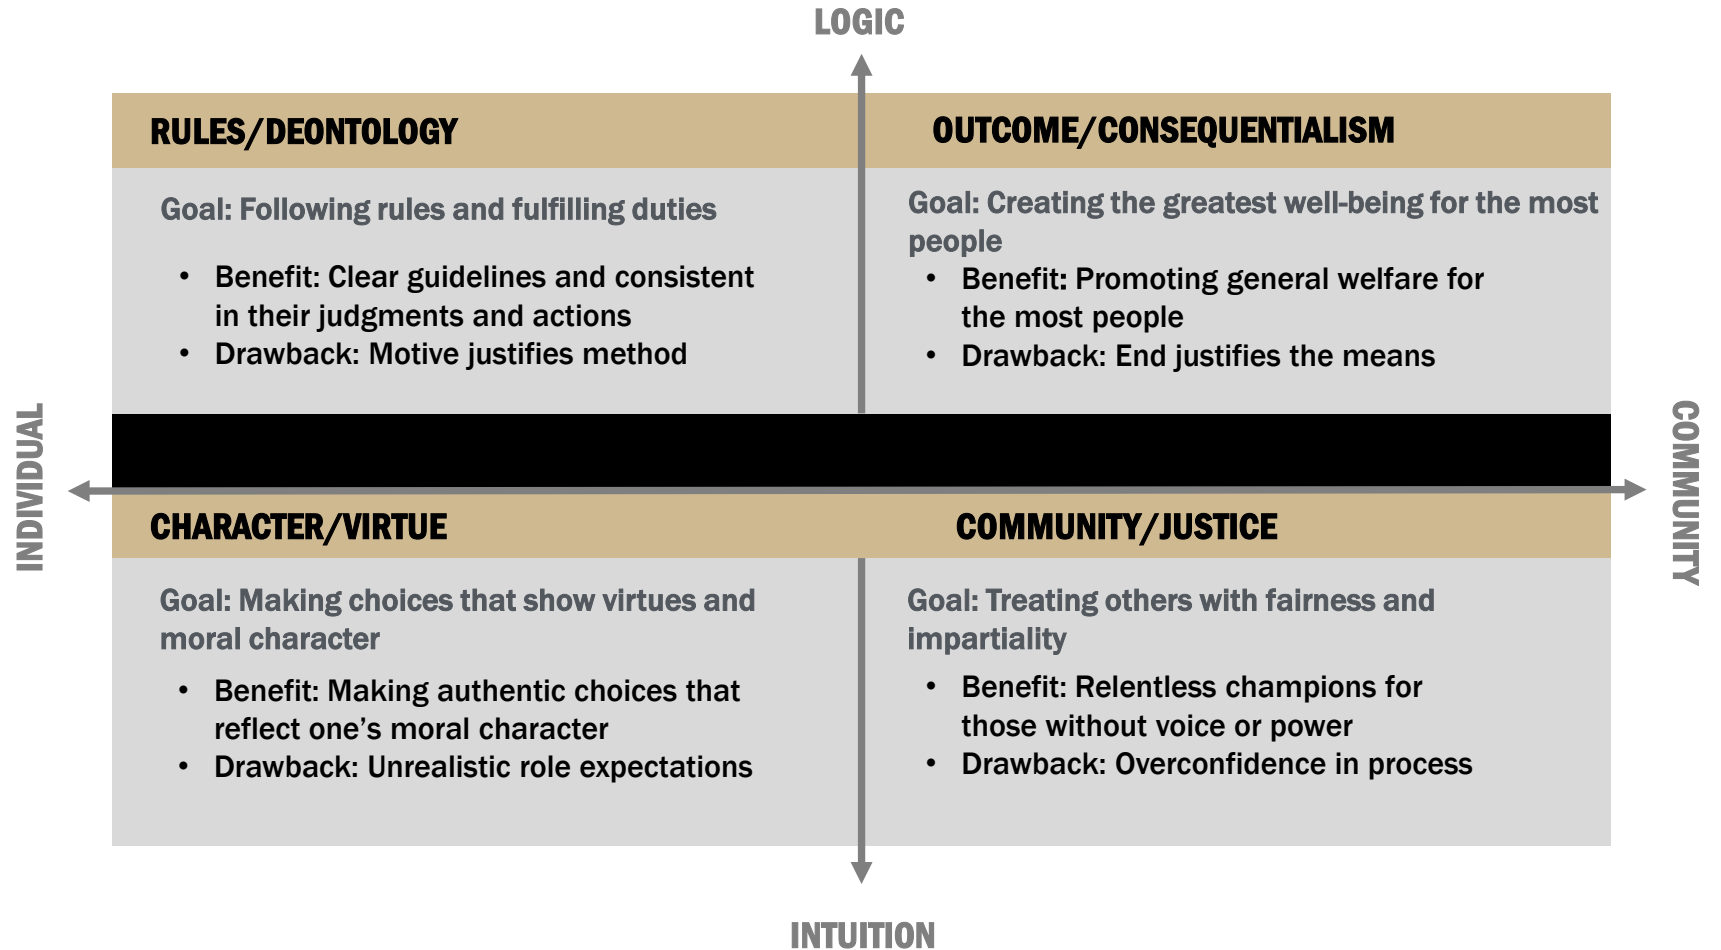 LOGIC
RULES/DEONTOLOGY
Goal: Following rules and fulfilling duties
• Benefit: Clear guidelines and consistent
in their judgments and actions
• Drawback: Motive justifies method
OUTCOME/CONSEQUENTIALISM
Goal: Creating the greatest well-being for the most
people
• Benefit: Promoting general welfare for
the most people
• Drawback: End justifies the means
INDIVIDUAL
COMMUNITY
CHARACTER/VIRTUE
Goal: Making choices that show virtues and
moral character
• Benefit: Making authentic choices that
reflect one’s moral character
• Drawback: Unrealistic role expectations
COMMUNITY/JUSTICE
Goal: Treating others with fairness and
impartiality
• Benefit: Relentless champions for
those without voice or power
• Drawback: Overconfidence in process
INTUITION